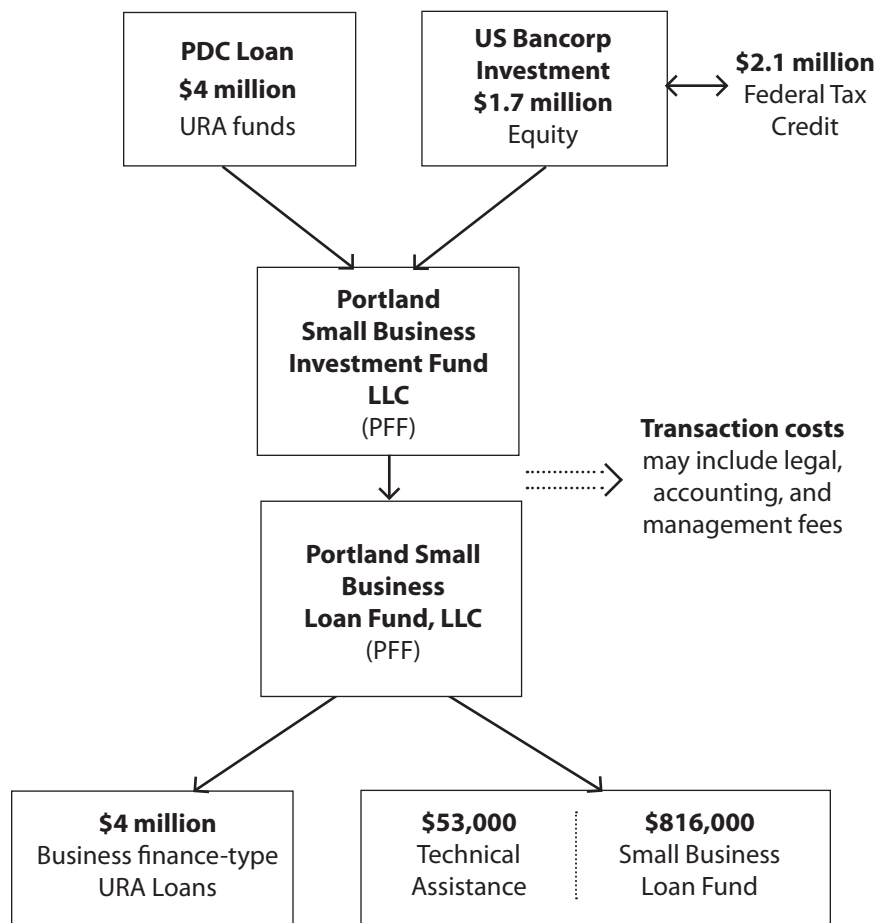 PDC Loan
$4 million
URA funds
US Bancorp
Investment
$1.7 million
Equity
$2.1 million
Federal Tax
Credit
Portland
Small Business
Investment Fund
LLC
(PFF)
Transaction costs
may include legal,
accounting, and
management fees
Portland Small
Business
Loan Fund, LLC
(PFF)
$4 million
Business finance-type
URA Loans
$53,000
Technical
Assistance
$816,000
Small Business
Loan Fund